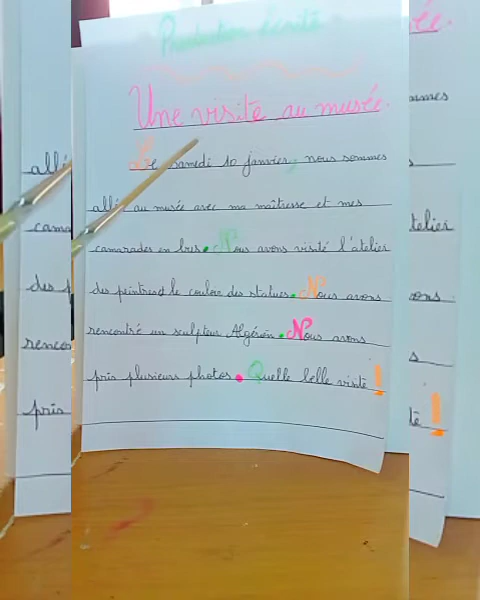 Production écrite
Une visite au musée.
Le samedi 10 janvier, nous sommes
allé au musée avec ma maîtresse et mes
camarades en bus. Nous avons visité l'atelier
des peintres et le couloir des statues. Nous avons
rencontré un sculpteur Algérien. Nous avons
pris plusieurs photos. Quelle belle visite !